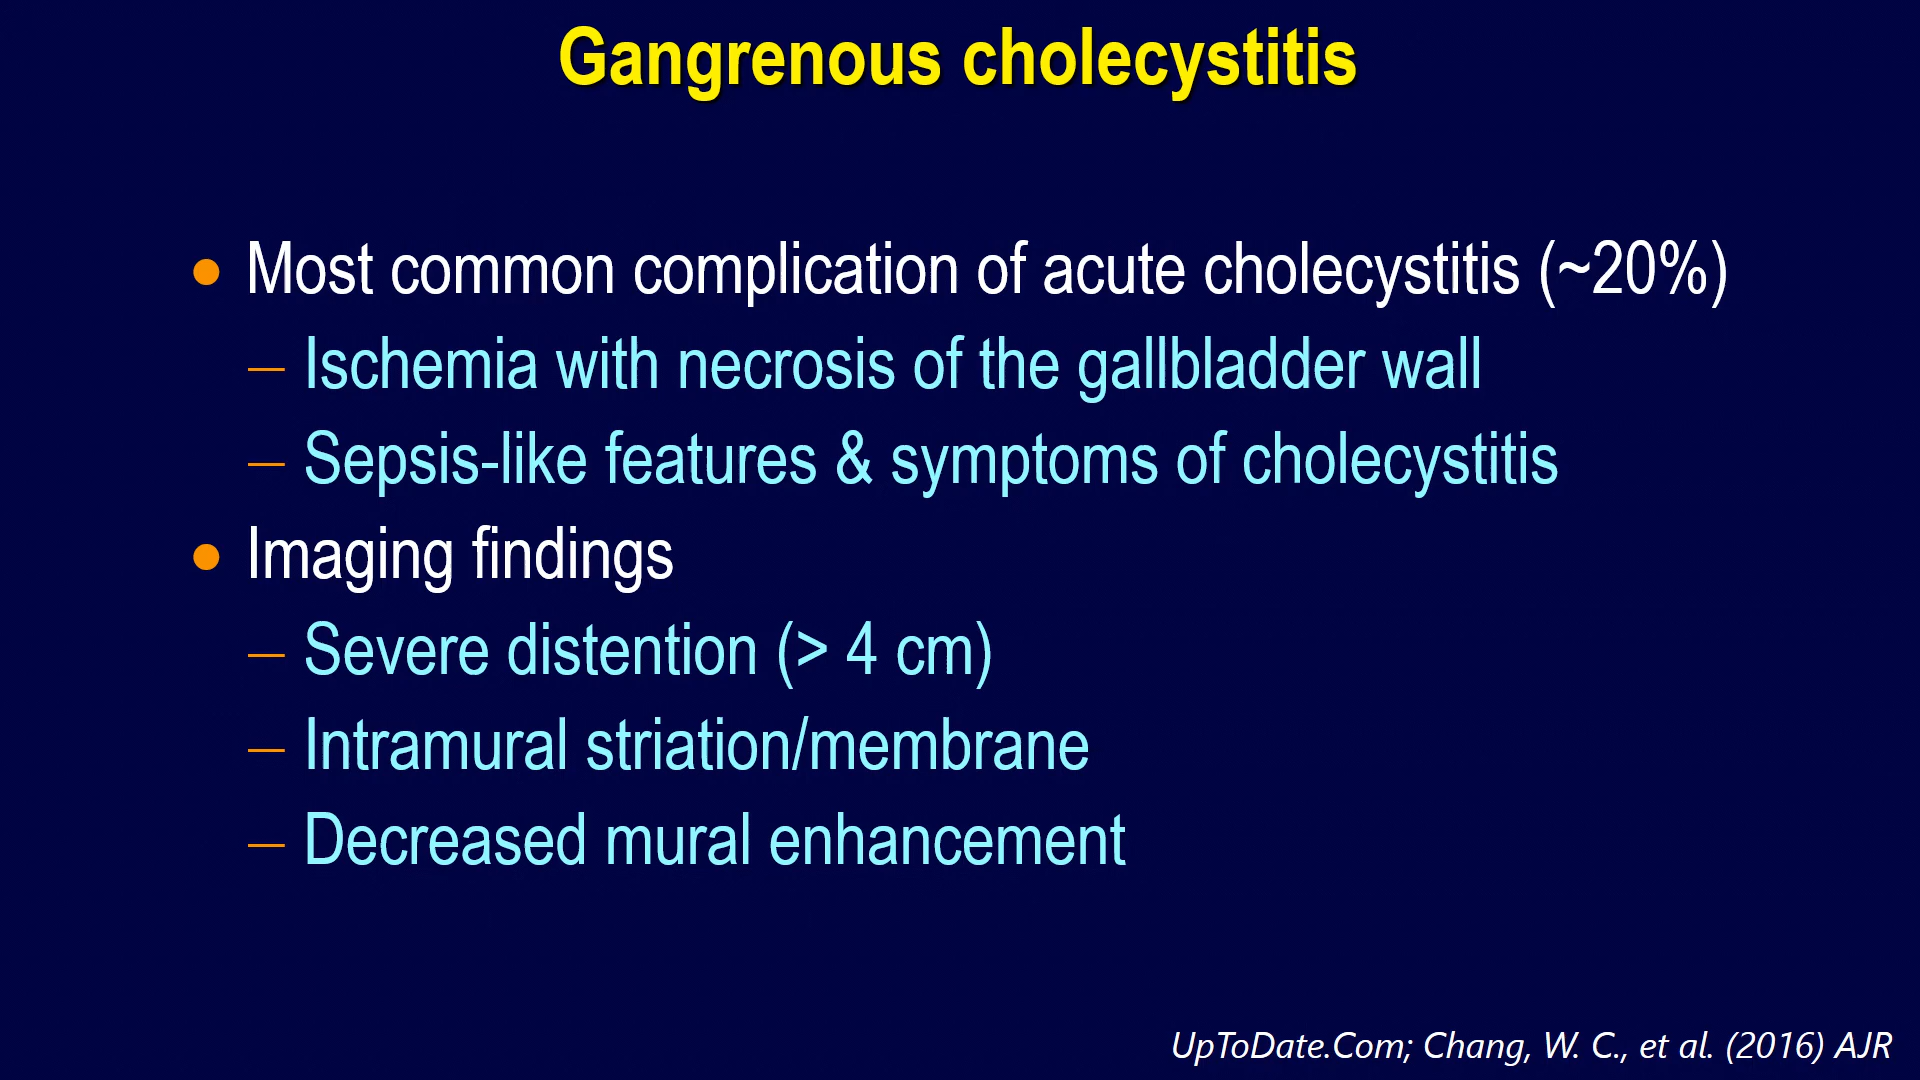 Gangrenous cholecystitis
• Most common complication of acute cholecystitis (~20%)
– Ischemia with necrosis of the gallbladder wall
– Sepsis-like features & symptoms of cholecystitis
• Imaging findings
– Severe distention (> 4 cm)
– Intramural striation/membrane
– Decreased mural enhancement
UpToDate.Com; Chang, W. C., et al. (2016) AJR